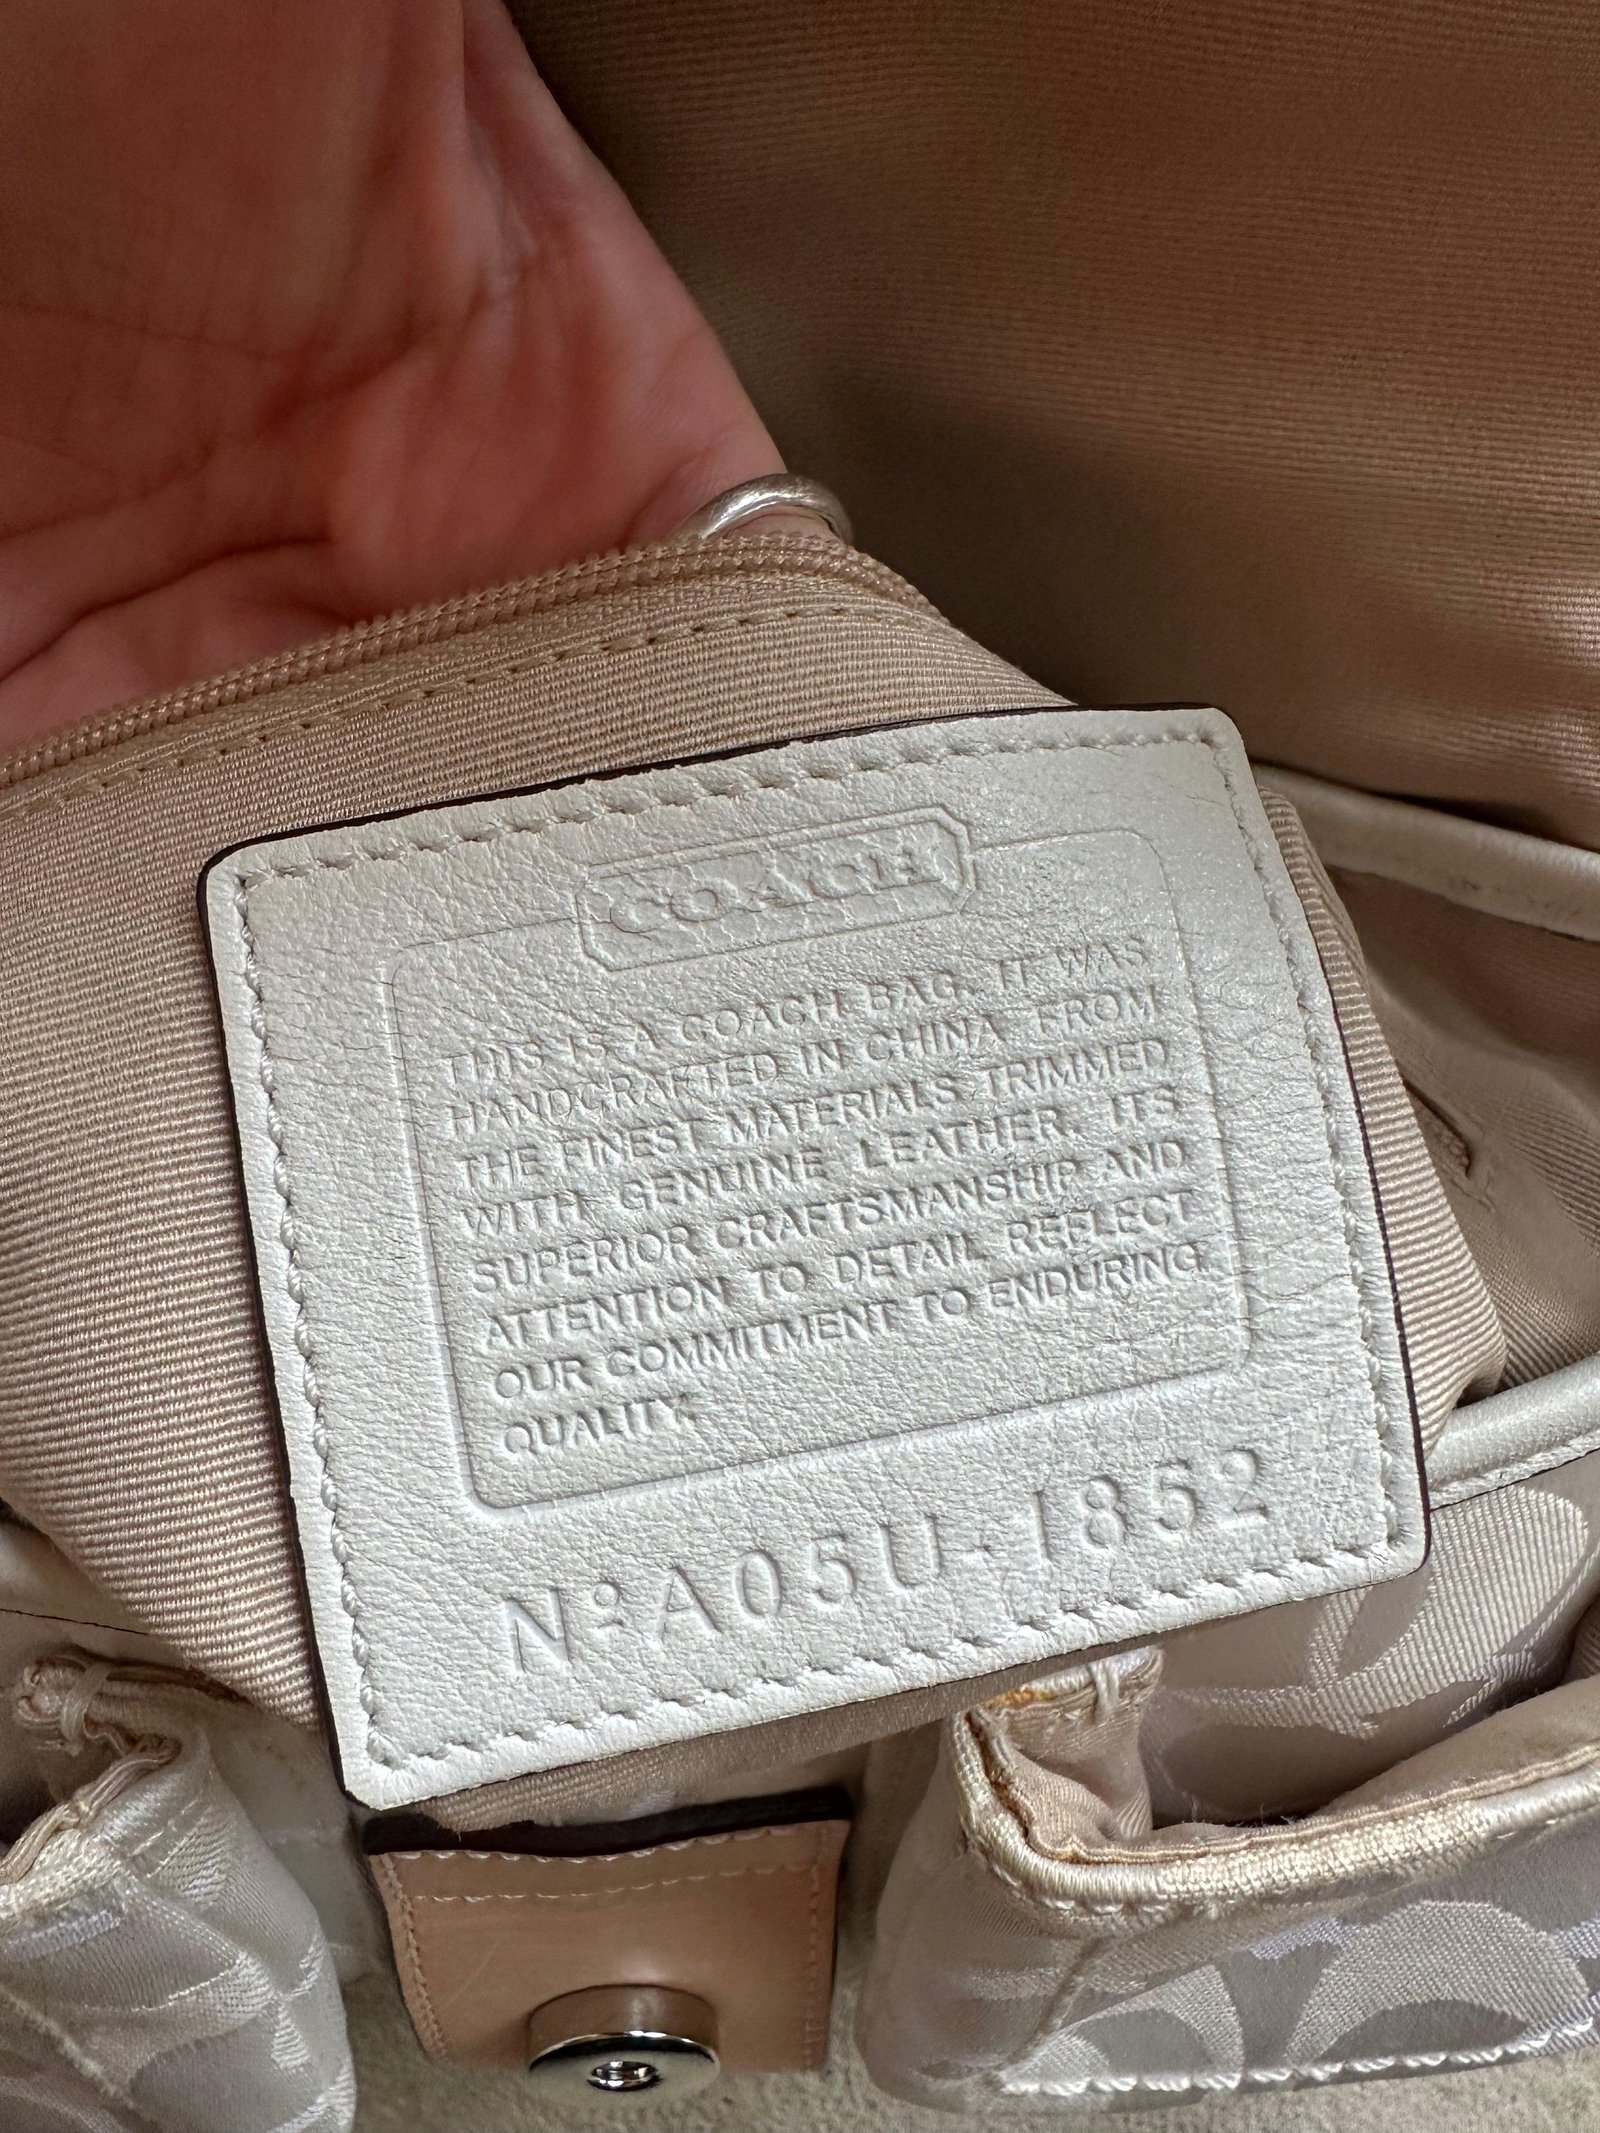 COACH
THIS IS A COACH BAG. IT WAS
HANDCRAFTED IN CHINA FROM
THE FINEST MATERIALS TRIMMED
WITH GENUINE LEATHER. ITS
SUPERIOR CRAFTSMANSHIP AND
ATTENTION TO DETAIL REFLECT
OUR COMMITMENT TO ENDURING
QUALITY.
Nº A05U-1852